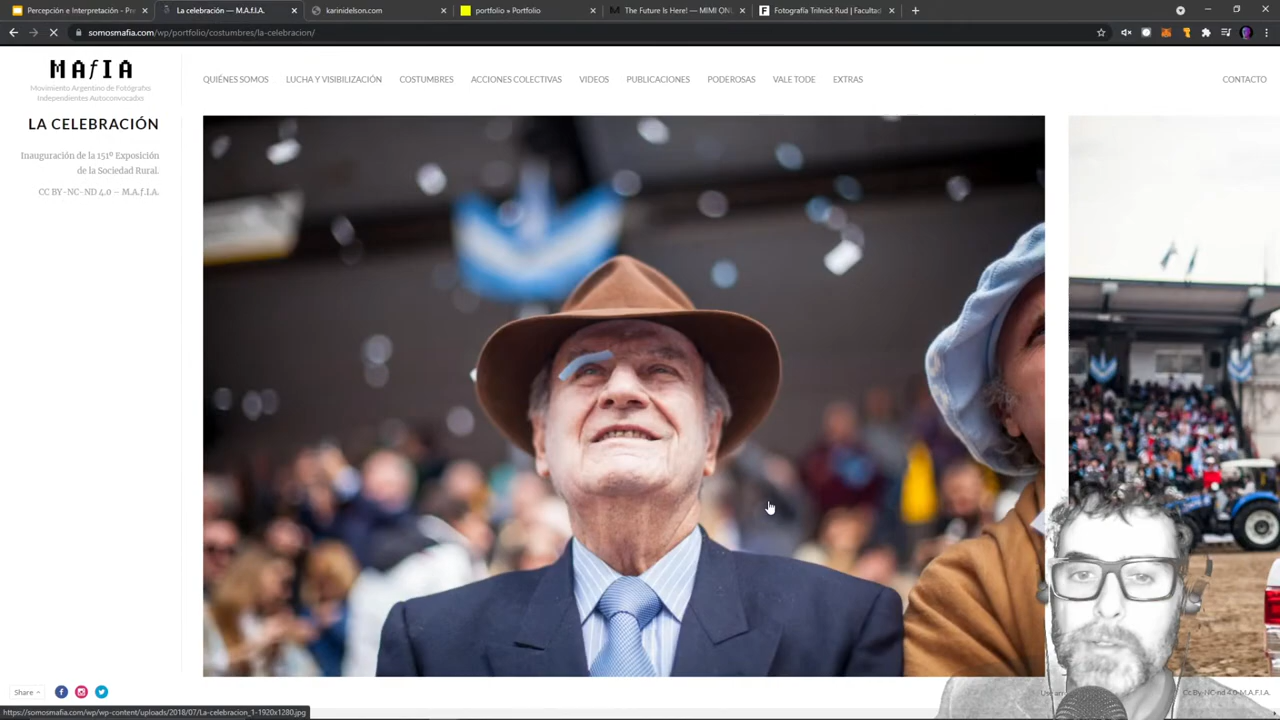 Percepción e Interpretación - Pre
La celebración — M.A.f.I.A.
karinidelson.com
portfolio • Portfolio
The Future Is Here! — MIMI ONL
Fotografía Trilnick Rud | Facultad
somosmafia.com/wp/portfolio/costumbres/la-celebracion/
MAƒIA
Movimiento Argentino de Fotógrafxs
Independientes Autoconvocadxs
QUIÉNES SOMOS
LUCHA Y VISIBILIZACIÓN
COSTUMBRES
ACCIONES COLECTIVAS
VIDEOS
PUBLICACIONES
PODEROSAS
VALE TODE
EXTRAS
CONTACTO
LA CELEBRACIÓN
Inauguración de la 151º Exposición
de la Sociedad Rural.
CC BY-NC-ND 4.0 – M.A.ƒ.I.A.
Share
Use
Cc By-NC-nd 4.0-M.A.F.I.A.
https://somosmafia.com/wp/wp-content/uploads/2018/07/La-celebracion_1-1920x1280.jpg